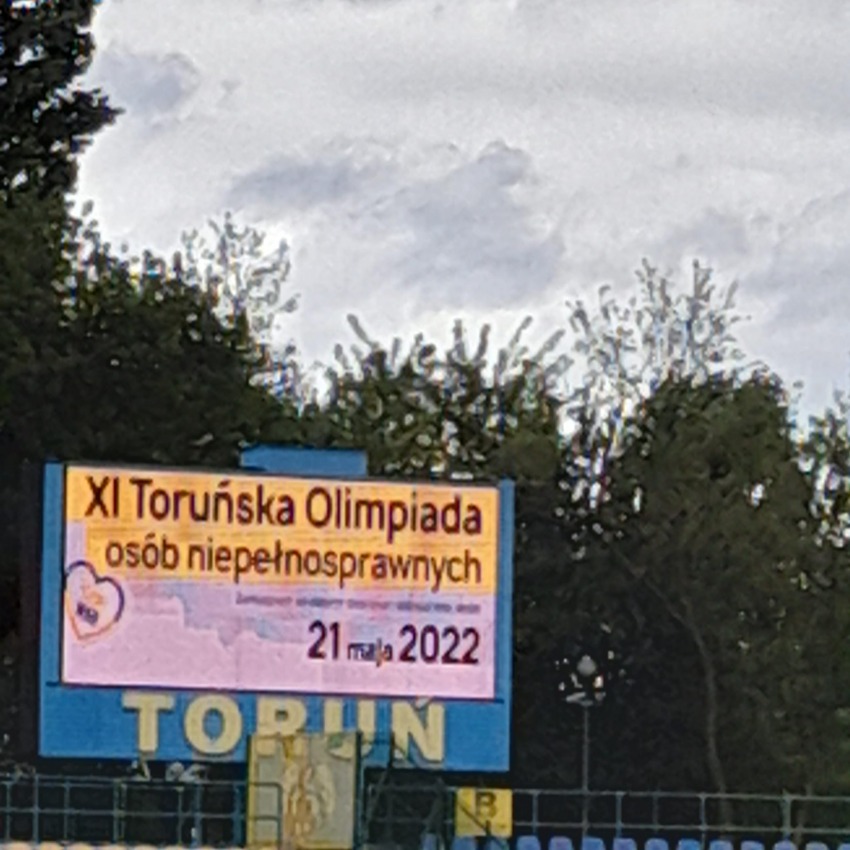 XI Toruńska Olimpiada
osób niepełnosprawnych
21 maja 2022
TORUŃ
B